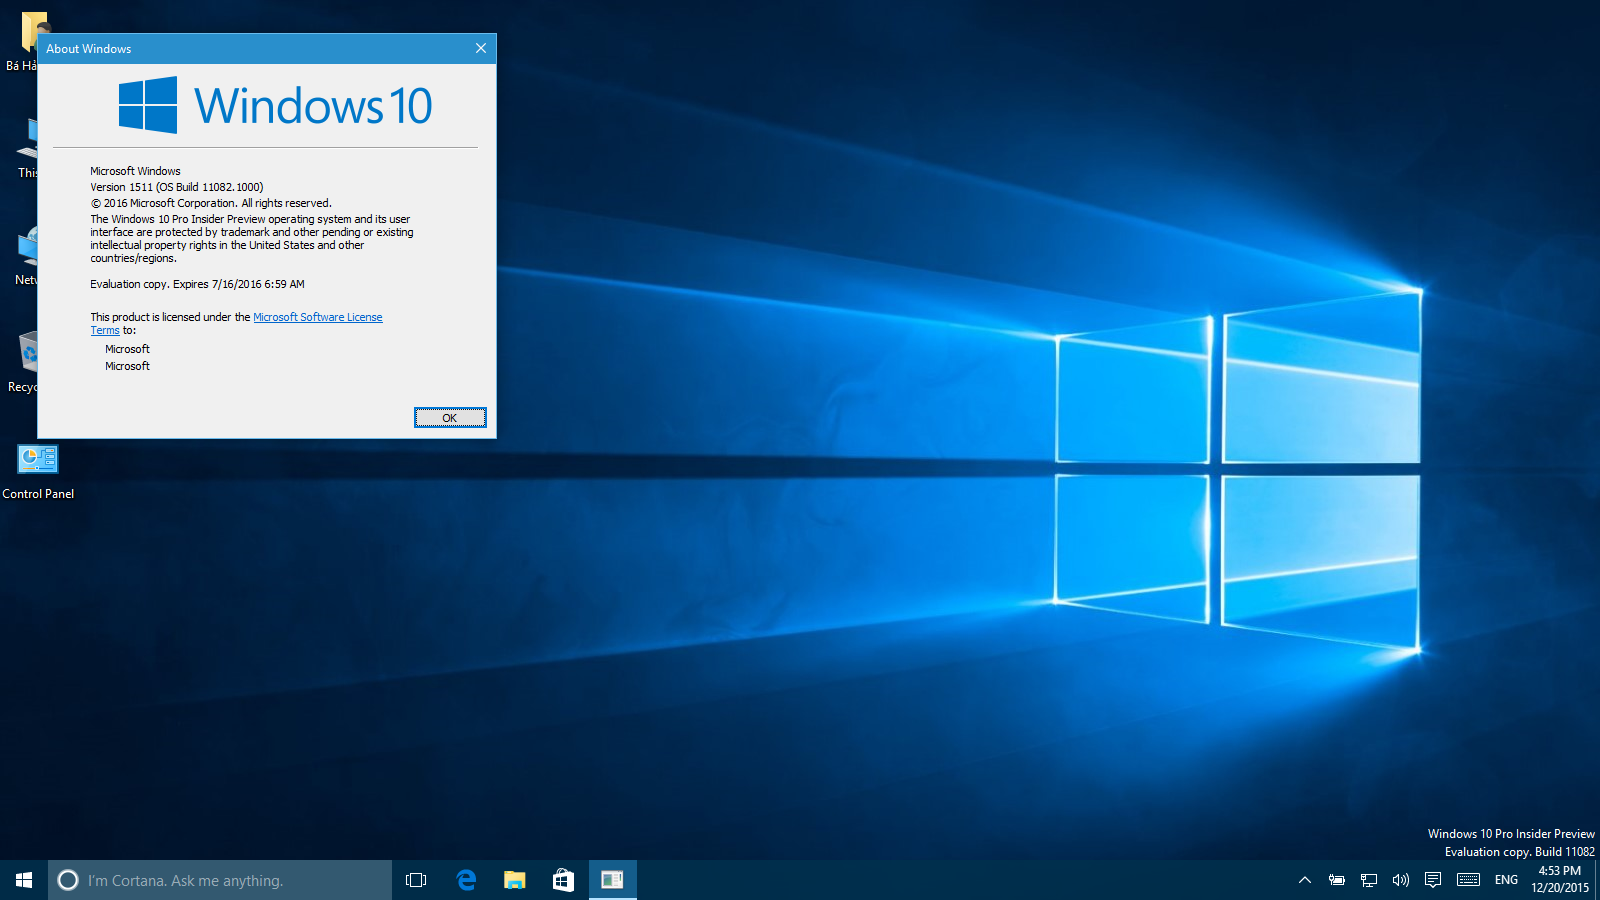 Bá Hả
This
Netw
Recyc
Control Panel
About Windows
Windows 10
Microsoft Windows
Version 1511 (OS Build 11082.1000)
© 2016 Microsoft Corporation. All rights reserved.
The Windows 10 Pro Insider Preview operating system and its user
interface are protected by trademark and other pending or existing
intellectual property rights in the United States and other
countries/regions.
Evaluation copy. Expires 7/16/2016 6:59 AM
This product is licensed under the Microsoft Software License
Terms to:
Microsoft
Microsoft
OK
Windows 10 Pro Insider Preview
Evaluation copy. Build 11082
I'm Cortana. Ask me anything.
ENG
4:53 PM
12/20/2015